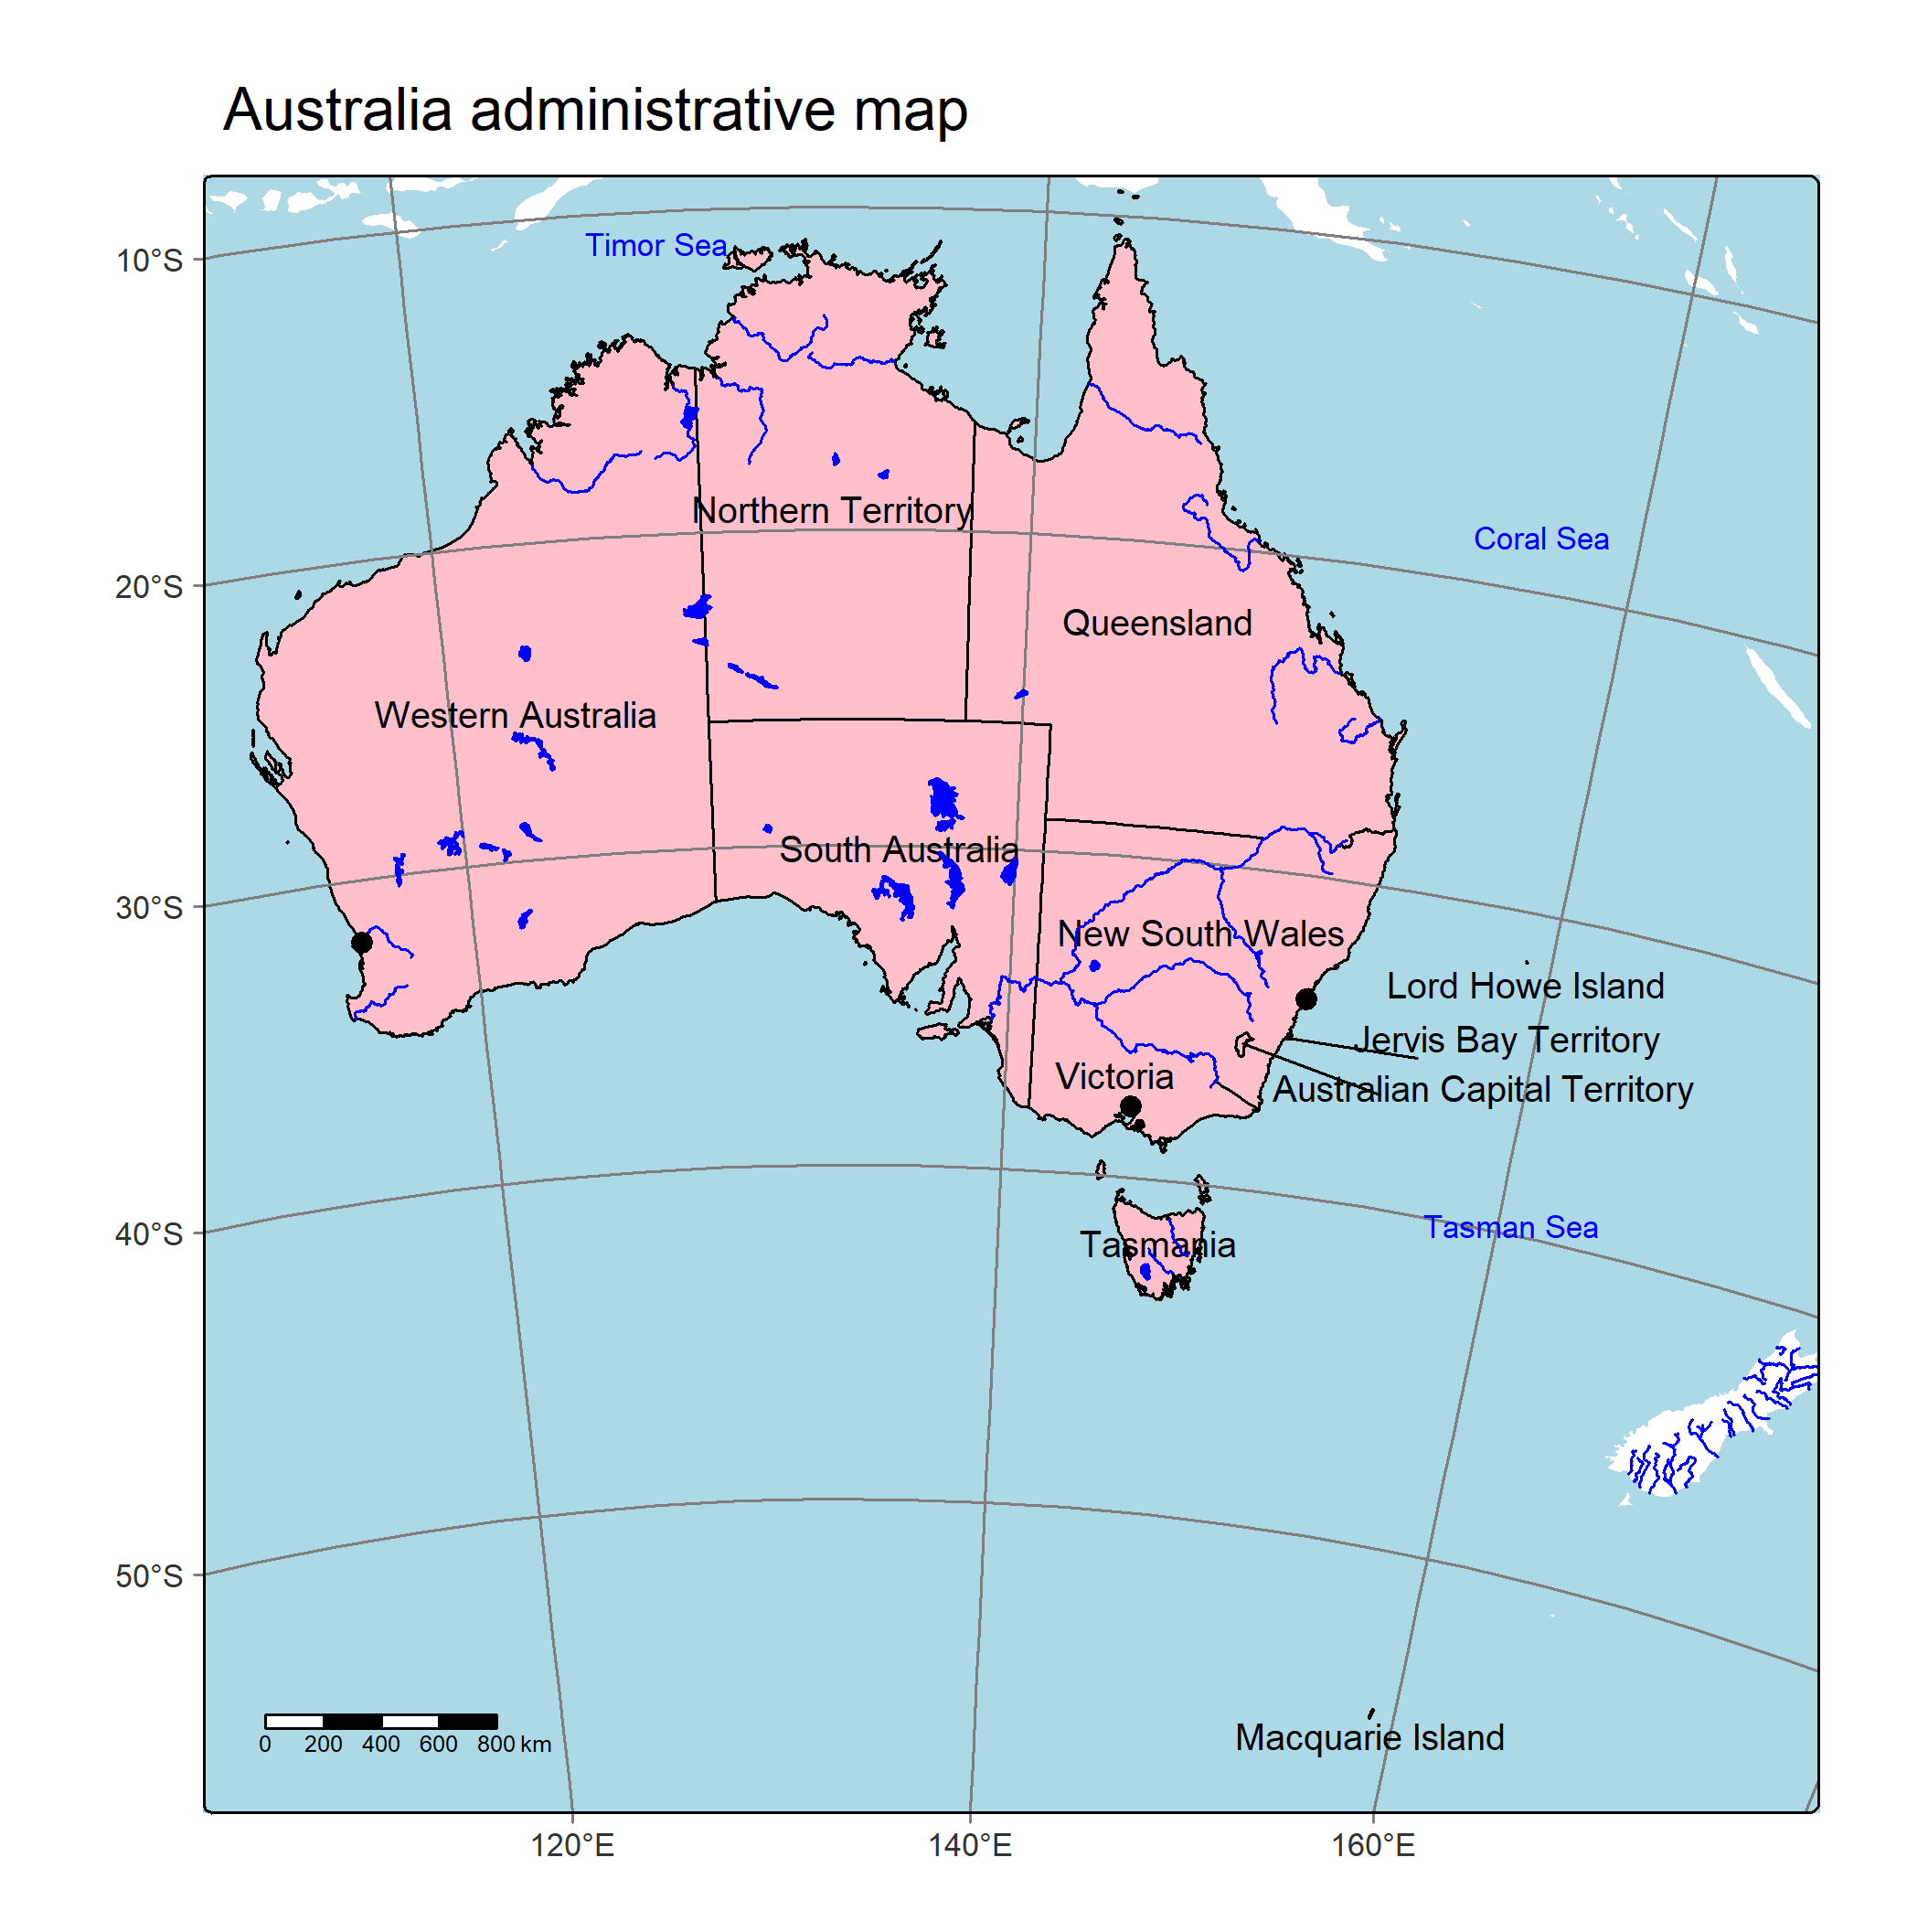 Australia administrative map
Timor Sea
10°S
Northern Territory
Coral Sea
20°S
Queensland
Western Australia
South Australia
30°S
New South Wales
Lord Howe Island
Jervis Bay Territory
Victoria
Australian Capital Territory
40°S
Tasman Sea
Tasmania
50°S
Macquarie Island
0 200 400 600 800 km
120°E 140°E 160°E